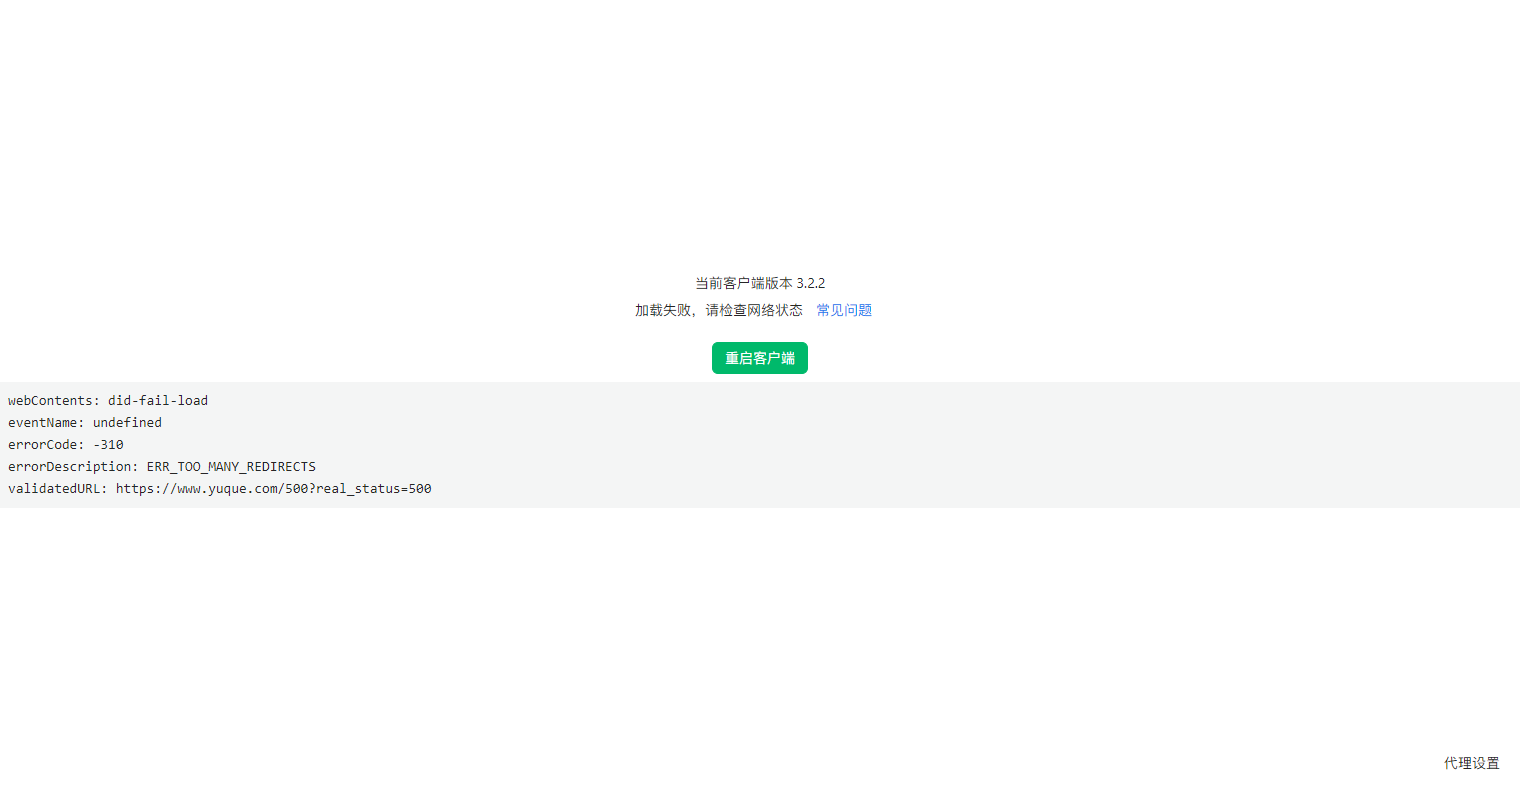 当前客户端版本 3.2.2
加载失败，请检查网络状态 常见问题
重启客户端
webContents: did-fail-load
eventName: undefined
errorCode: -310
errorDescription: ERR_TOO_MANY_REDIRECTS
validatedURL: https://www.yuque.com/500?real_status=500
代理设置